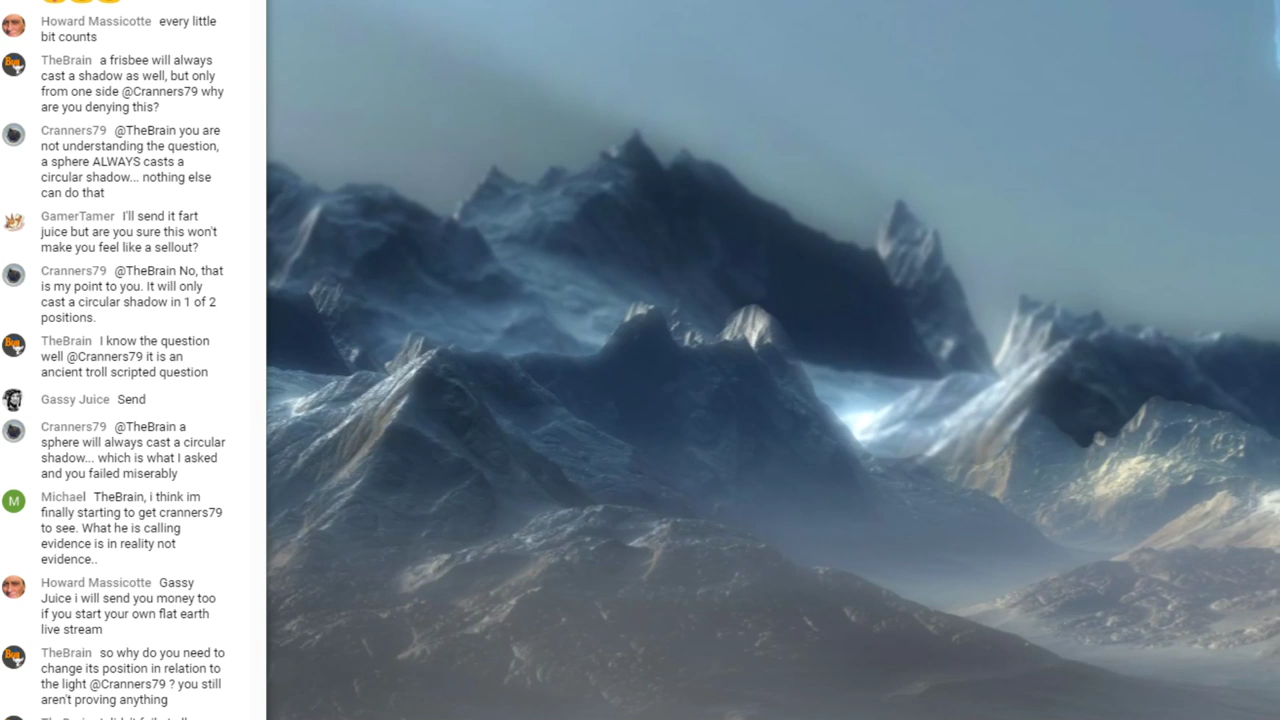 Howard Massicotte every little
bit counts
TheBrain a frisbee will always
cast a shadow as well, but only
from one side @Cranners79 why
are you denying this?
Cranners79 @TheBrain you are
not understanding the question,
a sphere ALWAYS casts a
circular shadow... nothing else
can do that
GamerTamer I'll send it fart
juice but are you sure this won't
make you feel like a sellout?
Cranners79 @TheBrain No, that
is my point to you. It will only
cast a circular shadow in 1 of 2
positions.
TheBrain I know the question
well @Cranners79 it is an
ancient troll scripted question
Gassy Juice Send
Cranners79 @TheBrain a
sphere will always cast a circular
shadow... which is what I asked
and you failed miserably
M
Michael TheBrain, i think im
finally starting to get cranners79
to see. What he is calling
evidence is in reality not
evidence..
Howard Massicotte Gassy
Juice i will send you money too
if you start your own flat earth
live stream
TheBrain so why do you need to
change its position in relation to
the light @Cranners79 ? you still
aren't proving anything